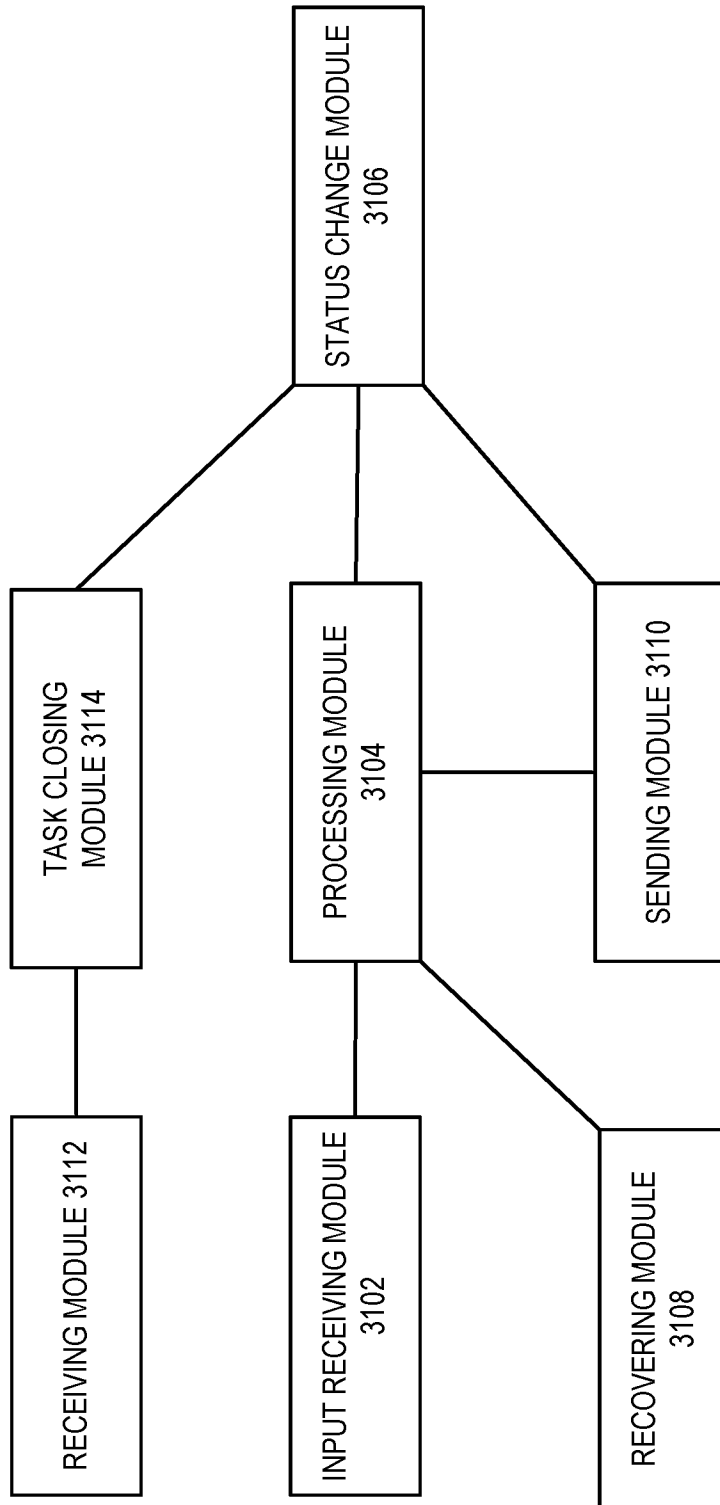 RECEIVING MODULE 3112
TASK CLOSING
MODULE 3114
INPUT RECEIVING MODULE
3102
PROCESSING MODULE
3104
STATUS CHANGE MODULE
3106
RECOVERING MODULE
3108
SENDING MODULE 3110